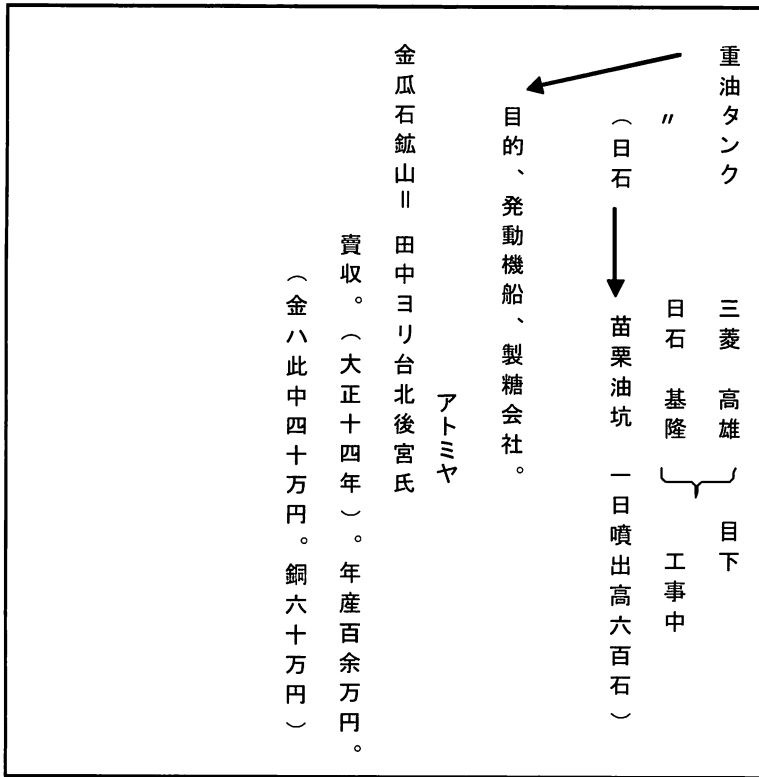 重油タンク　三菱　高雄　目下
〃　日石　基隆　工事中
（日石　苗栗油坑　一日噴出高六百石）
目的、発動機船、製糖会社。
アトミヤ
金瓜石鉱山＝田中ヨリ台北後宮氏
賣収。（大正十四年）。年産百余万円。
（金ハ此中四十万円。銅六十万円）